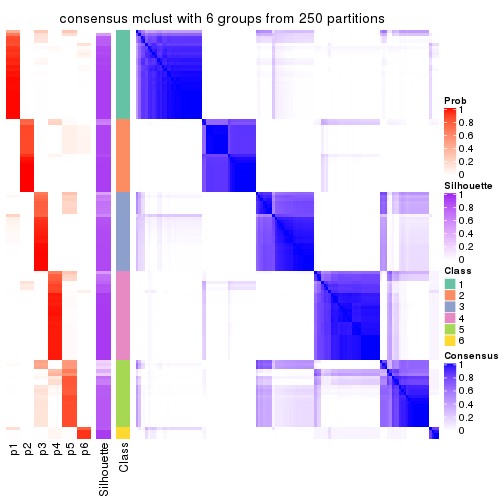 consensus mclust with 6 groups from 250 partitions
Prob
1
0.8
0.6
0.4
0.2
0
Silhouette
1
0.8
0.6
0.4
0.2
0
Class
1
2
3
4
5
6
Consensus
1
0.8
0.6
0.4
0.2
0
p1
p2
p3
p4
p5
p6
Silhouette
Class